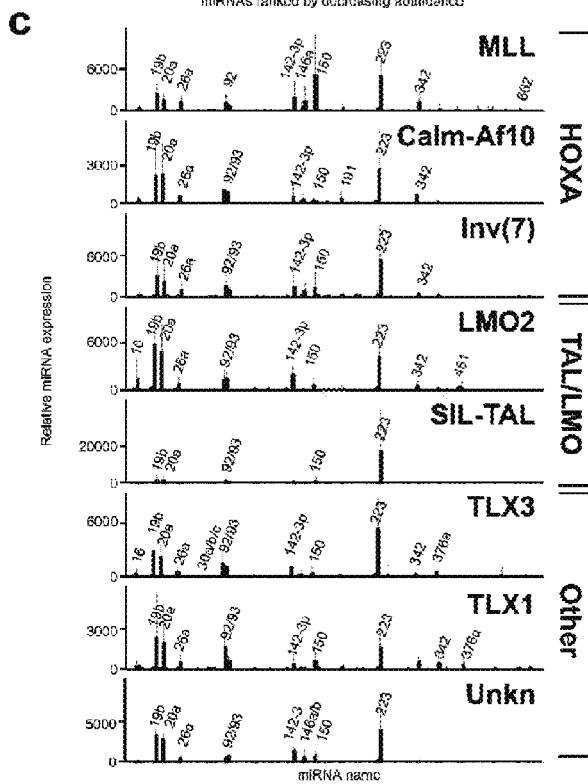 miRNAs ranked by decreasing abundance
C
Relative miRNA expression
MLL
6000
0
19b
20a
26a
92
142-3p
146a
150
223
342
662
HOXA
Calm-Af10
3000
0
19b
20a
26a
92/93
142-3p
150
191
223
342
Inv(7)
6000
0
19b
20a
26a
92/93
142-3p
150
223
342
LMO2
6000
0
16
19b
20a
26a
92/93
142-3p
150
223
342
451
TAL/LMO
SIL-TAL
20000
0
19b
20a
92/93
150
223
TLX3
6000
0
16
19b
20a
26a
30a/b/c
92/93
142-3p
150
223
342
376a
Other
TLX1
3000
0
19b
20a
26a
92/93
142-3p
150
223
342
376a
Unkn
5000
0
19b
20a
26a
92/93
142-3
146a/b
150
223
miRNA name